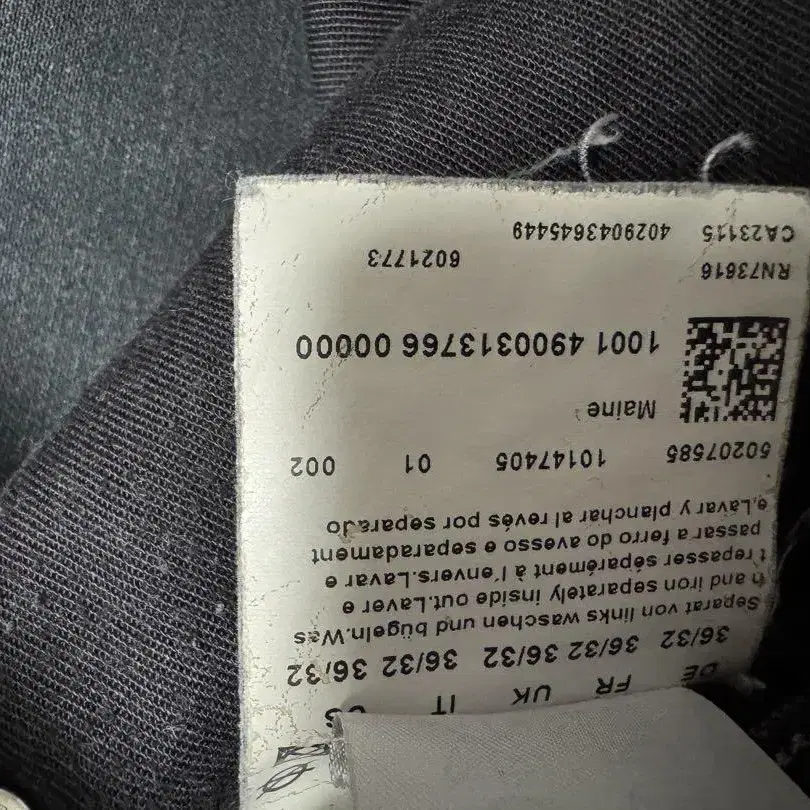 DE FR UK IT
36/32 36/32 36/32 36/32 36/32
Separat von links waschen und bügeln.Was
h and iron separately inside out.Laver e
t repasser séparément à l'envers.Lavar e
passar a ferro do avesso e separadament
e.Lavar y planchar al revés por separado
50207585 10147405 01 002
Maine
1001 4900313766 00000
RN73616 6021773
CA23115 4029043645449